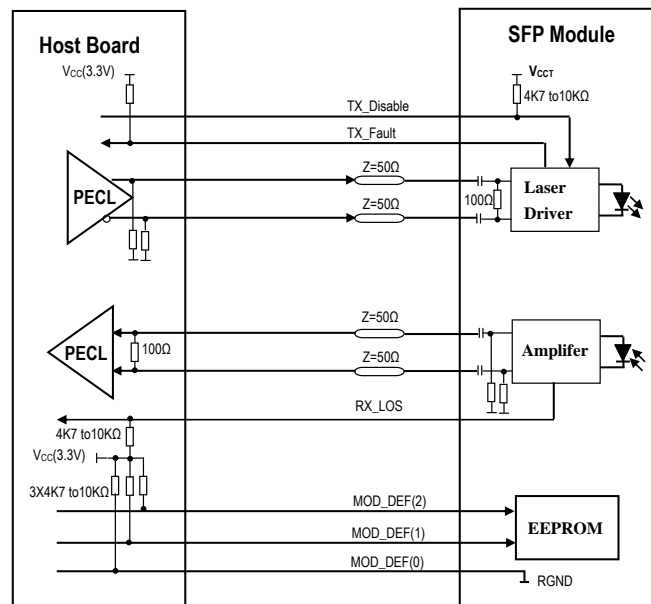 Host Board
SFP Module
VCC(3.3V)
VCCT
4K7 to10KΩ
TX_Disable
TX_Fault
PECL
Z=50Ω
Z=50Ω
100Ω
Laser
Driver
PECL
100Ω
Z=50Ω
Z=50Ω
Amplifer
RX_LOS
4K7 to10KΩ
VCC(3.3V)
3X4K7 to10KΩ
MOD_DEF(2)
MOD_DEF(1)
EEPROM
MOD_DEF(0)
RGND